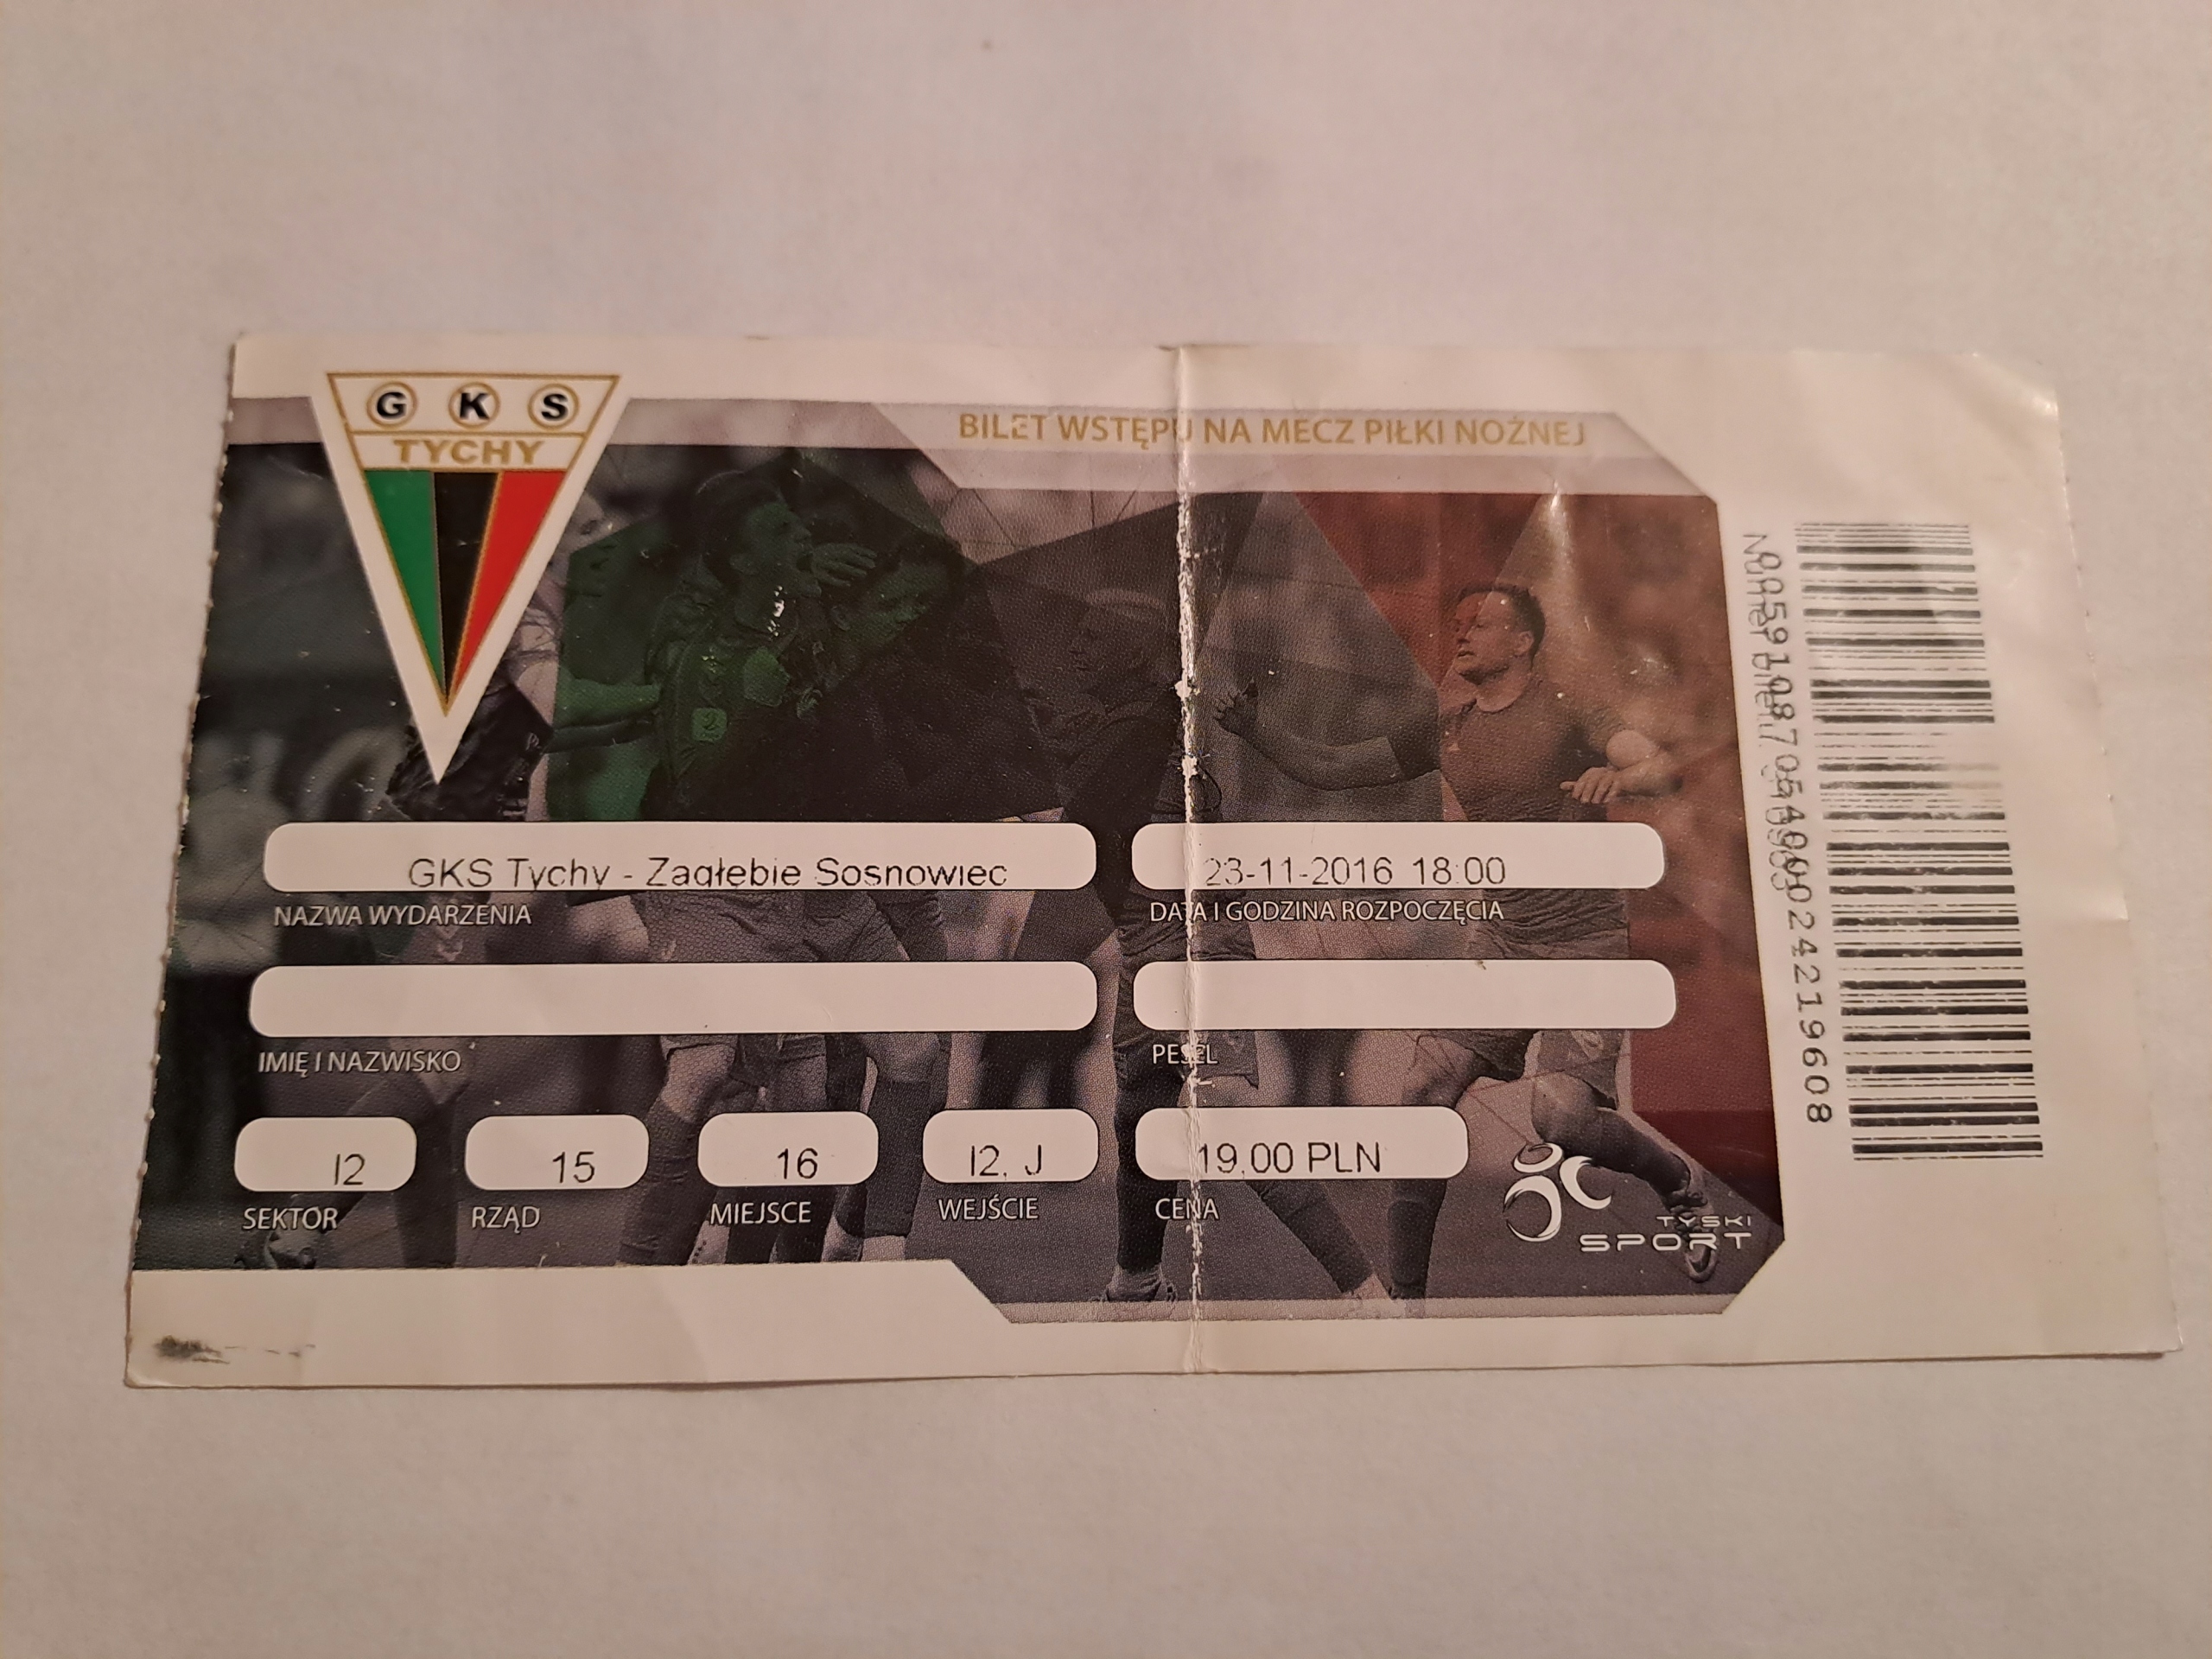 G K S
TYCHY
BILET WSTĘPU NA MECZ PIŁKI NOŻNEJ
GKS Tychy - Zagłębie Sosnowiec
23-11-2016 18:00
NAZWA WYDARZENIA
DATA I GODZINA ROZPOCZĘCIA
IMIĘ I NAZWISKO
PESEL
I2
15
16
I2, J
19,00 PLN
SEKTOR
RZĄD
MIEJSCE
WEJŚCIE
CENA
TYSKI
SPORT
Numer biletu